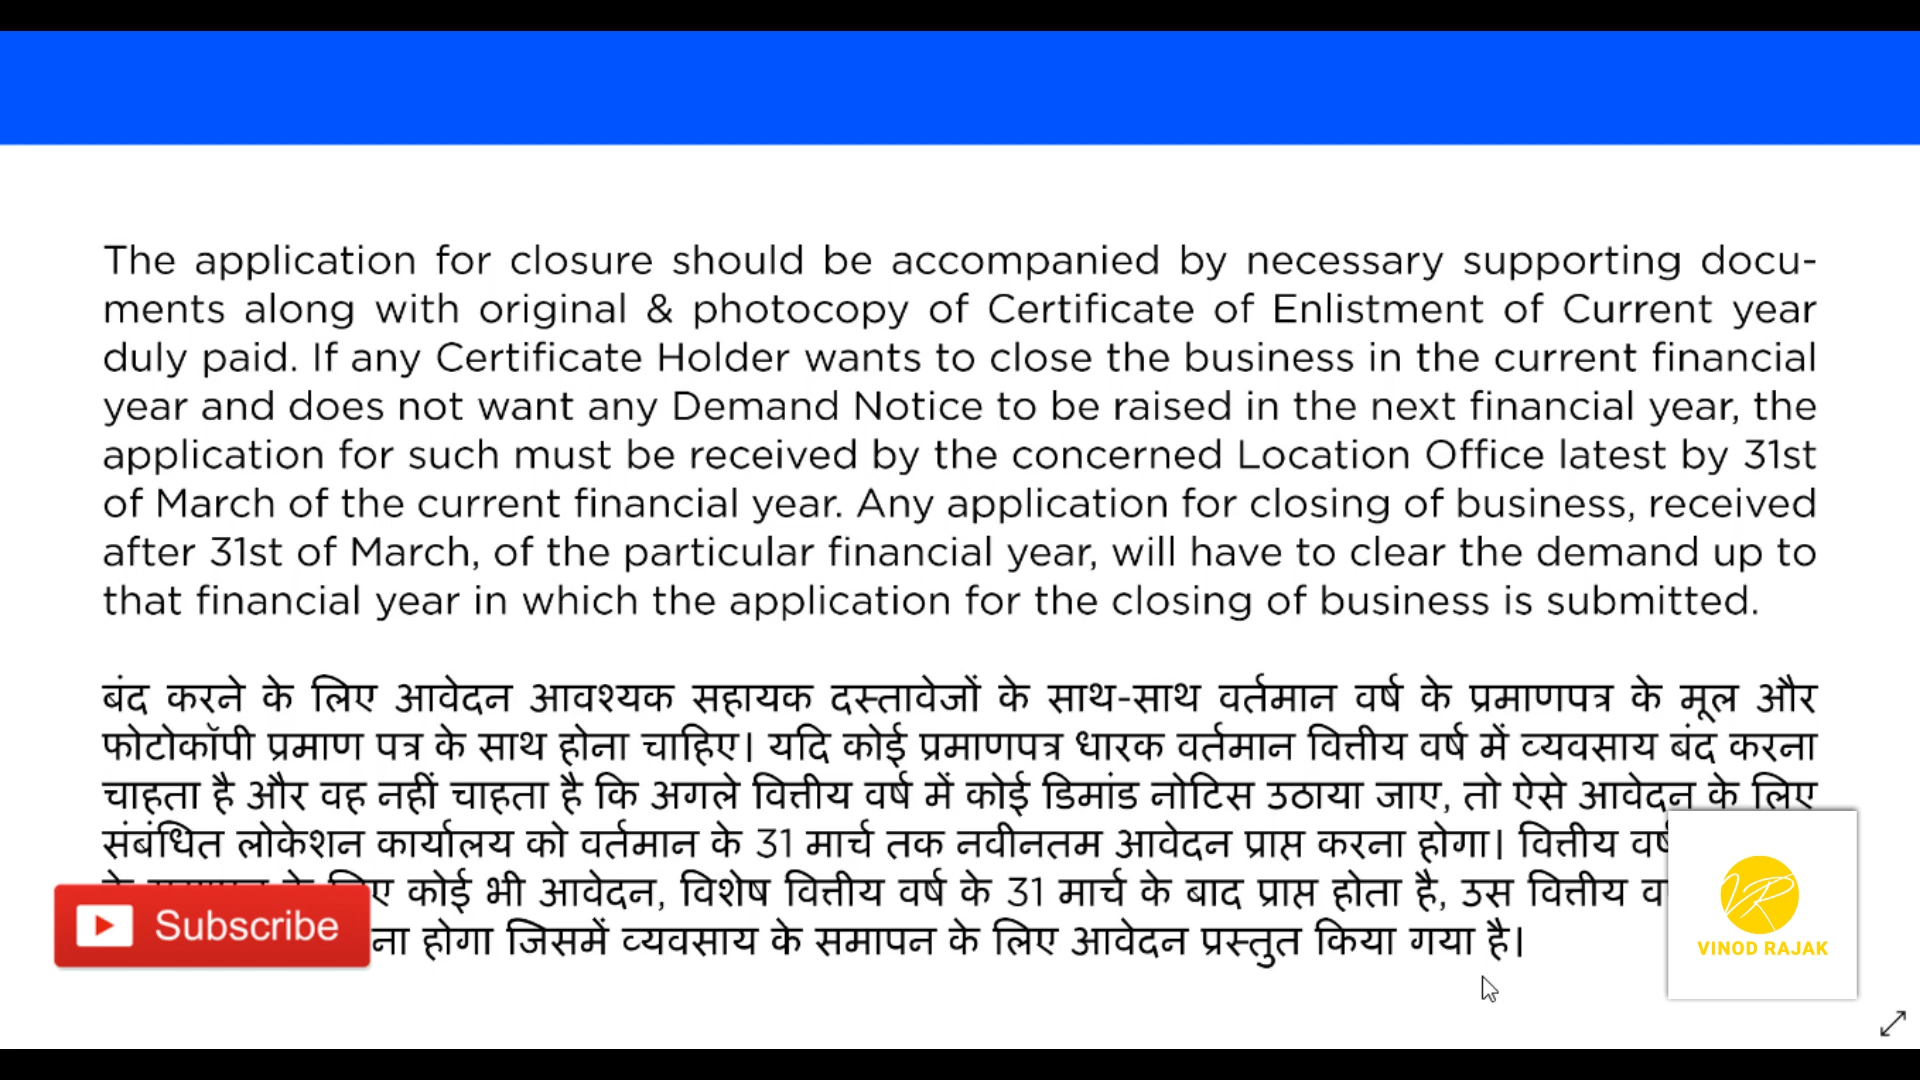 The application for closure should be accompanied by necessary supporting docu-
ments along with original & photocopy of Certificate of Enlistment of Current year
duly paid. If any Certificate Holder wants to close the business in the current financial
year and does not want any Demand Notice to be raised in the next financial year, the
application for such must be received by the concerned Location Office latest by 31st
of March of the current financial year. Any application for closing of business, received
after 31st of March, of the particular financial year, will have to clear the demand up to
that financial year in which the application for the closing of business is submitted.
बंद करने के लिए आवेदन आवश्यक सहायक दस्तावेजों के साथ-साथ वर्तमान वर्ष के प्रमाणपत्र के मूल और
फोटोकॉपी प्रमाण पत्र के साथ होना चाहिए। यदि कोई प्रमाणपत्र धारक वर्तमान वित्तीय वर्ष में व्यवसाय बंद करना
चाहता है और वह नहीं चाहता है कि अगले वित्तीय वर्ष में कोई डिमांड नोटिस उठाया जाए, तो ऐसे आवेदन के लिए
संबंधित लोकेशन कार्यालय को वर्तमान के 31 मार्च तक नवीनतम आवेदन प्राप्त करना होगा। वित्तीय वर्ष
कोई भी आवेदन, विशेष वित्तीय वर्ष के 31 मार्च के बाद प्राप्त होता है, उस वित्तीय
होगा जिसमें व्यवसाय के समापन के लिए आवेदन प्रस्तुत किया गया है।
Subscribe
VR
VINOD RAJAK